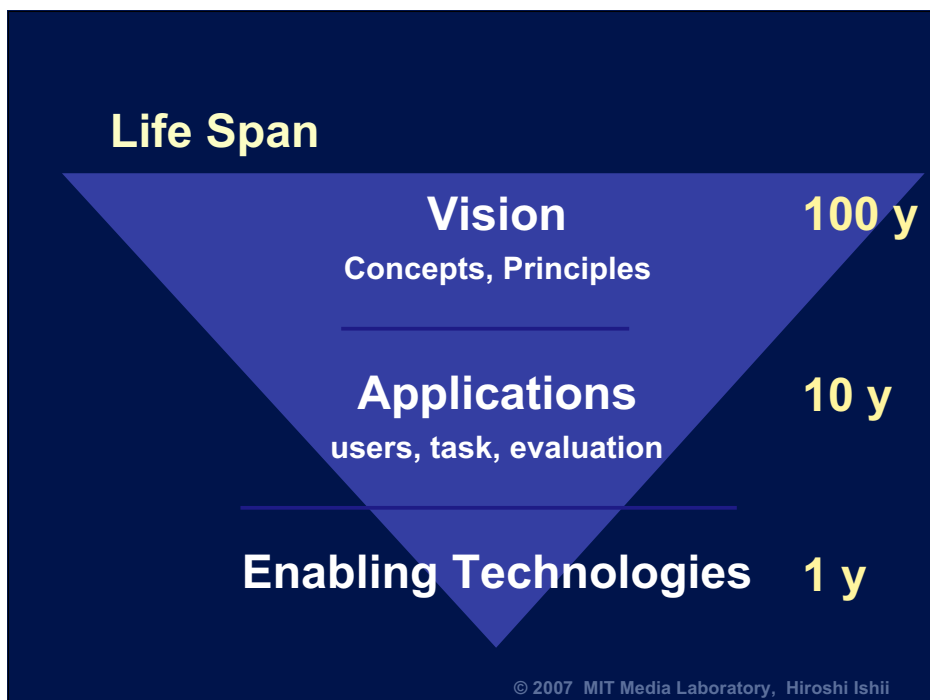 Life Span
Vision
100 y
Concepts, Principles
Applications
10 y
users, task, evaluation
Enabling Technologies
1 y
© 2007 MIT Media Laboratory, Hiroshi Ishii